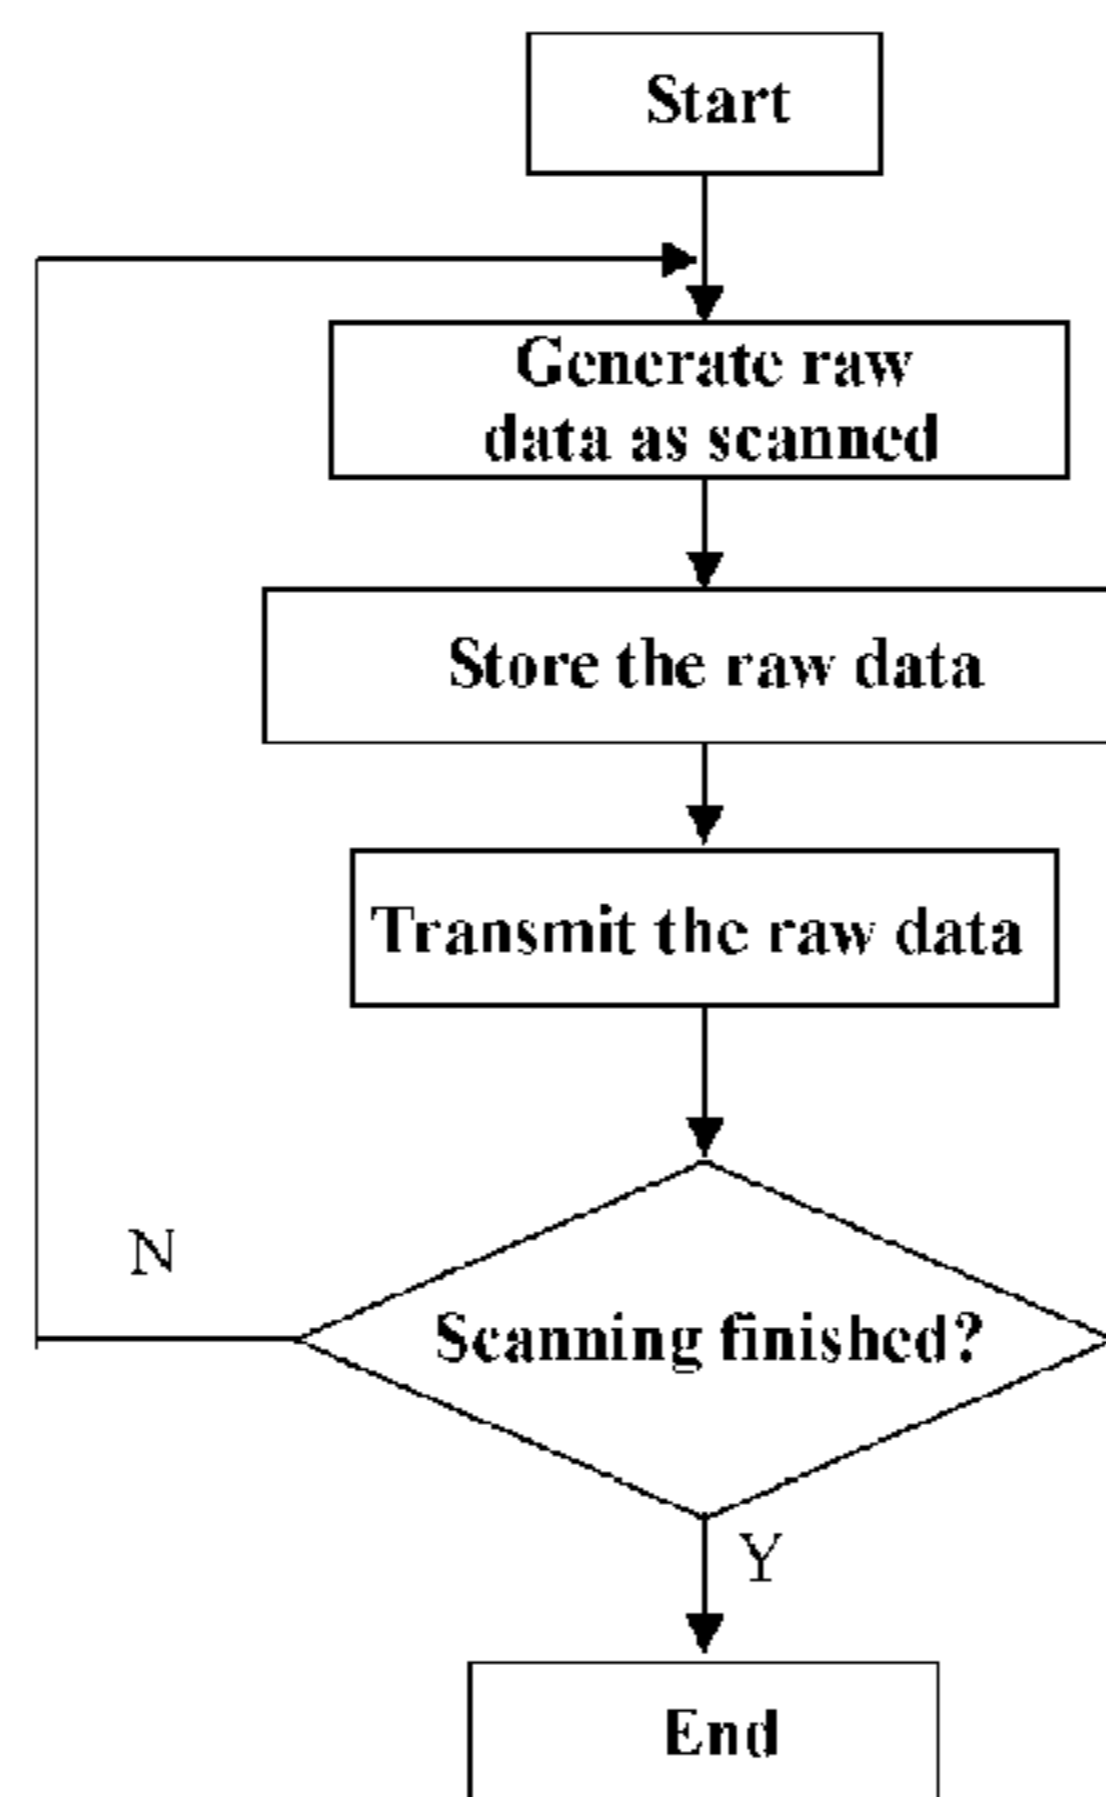 Start
Generate raw
data as scanned
Store the raw data
Transmit the raw data
N
Scanning finished?
Y
End